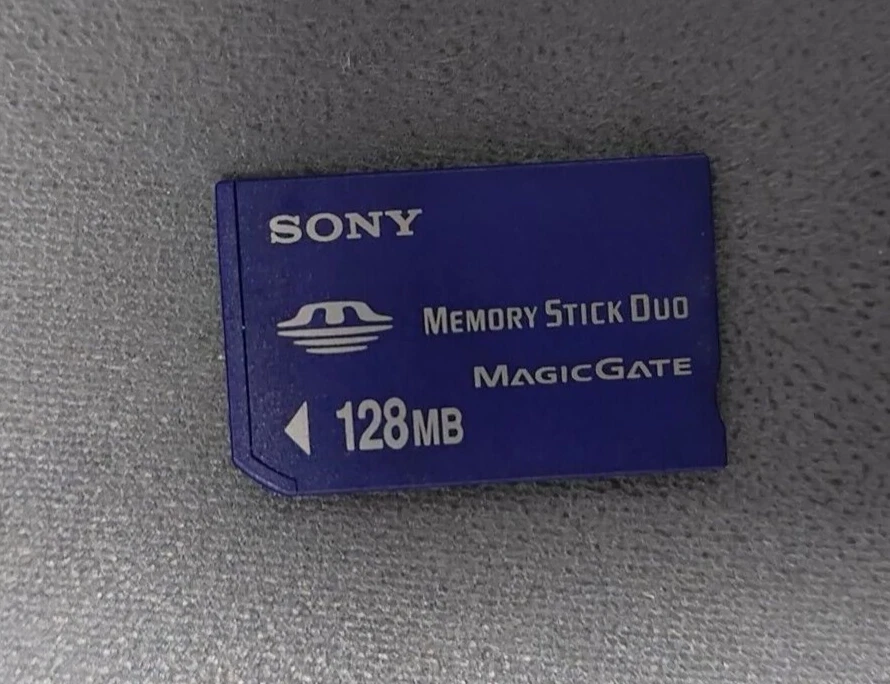 SONY
MEMORY STICK DUO
MAGICGATE
128MB